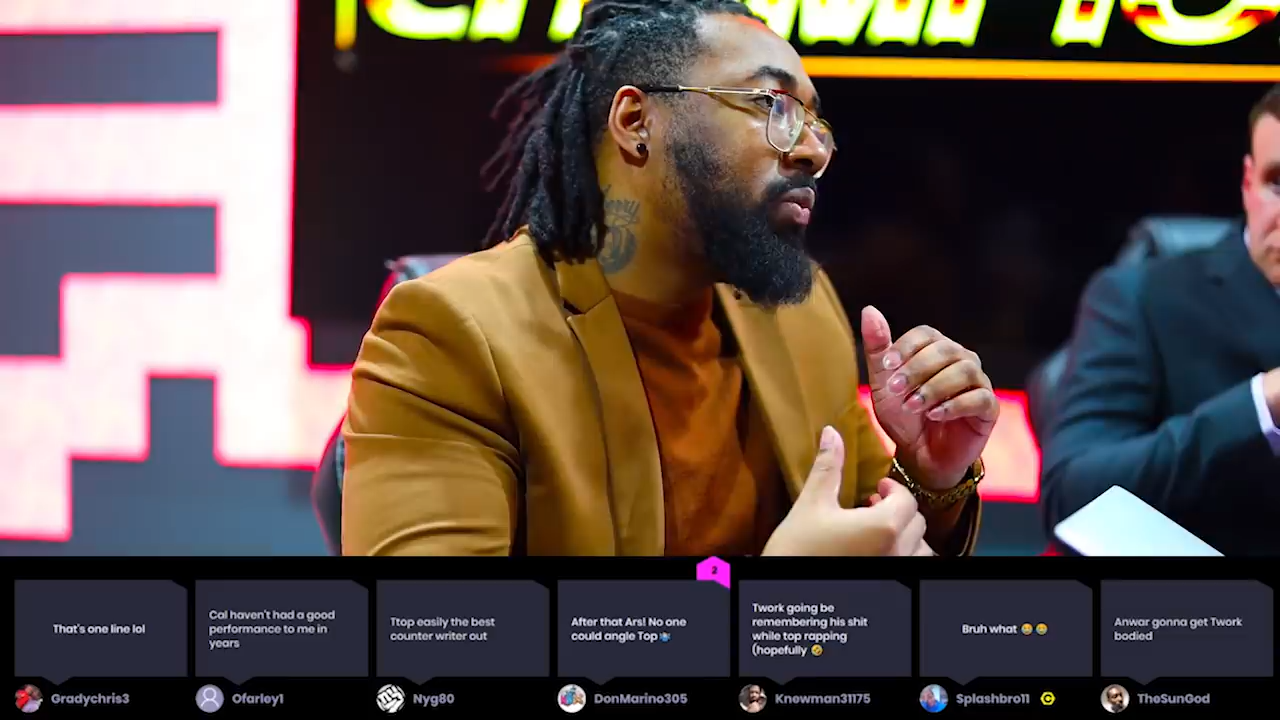 That's one line lol
Cal haven't had a good
performance to me in
years
Ttop easily the best
counter writer out
2
After that Ars! No one
could angle Top
Twork going be
remembering his shit
while top rapping
(hopefully 🤣
Bruh what 😂😂
Anwar gonna get Twork
bodied
Gradychris3
Ofarley1
Nyg80
DonMarino305
Knewman31175
Splashbro11
TheSunGod